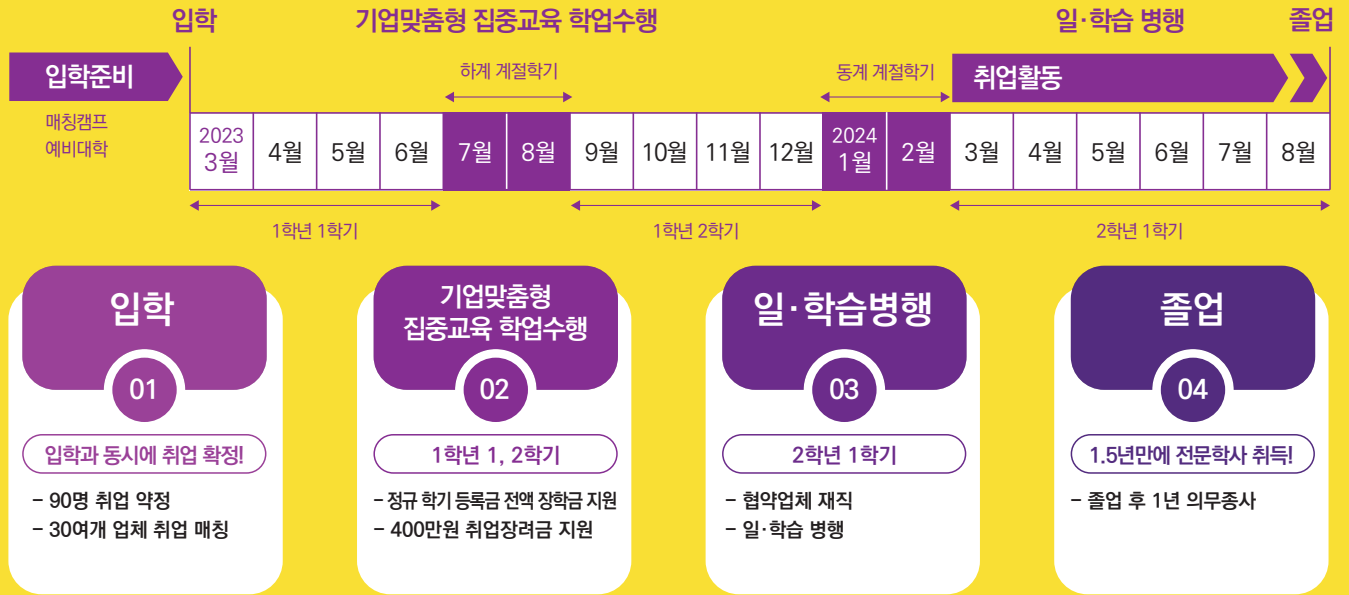 입학
기업맞춤형 집중교육 학업수행
일·학습 병행
졸업
입학준비
하계 계절학기
동계 계절학기
취업활동
매칭캠프
예비대학
2023
3월
4월
5월
6월
7월
8월
9월
10월
11월
12월
2024
1월
2월
3월
4월
5월
6월
7월
8월
1학년 1학기
1학년 2학기
2학년 1학기
입학
01
입학과 동시에 취업 확정!
- 90명 취업 약정
- 30여개 업체 취업 매칭
기업맞춤형
집중교육 학업수행
02
1학년 1, 2학기
- 정규 학기 등록금 전액 장학금 지원
- 400만원 취업장려금 지원
일·학습병행
03
2학년 1학기
- 협약업체 재직
- 일·학습 병행
졸업
04
1.5년만에 전문학사 취득!
- 졸업 후 1년 의무종사